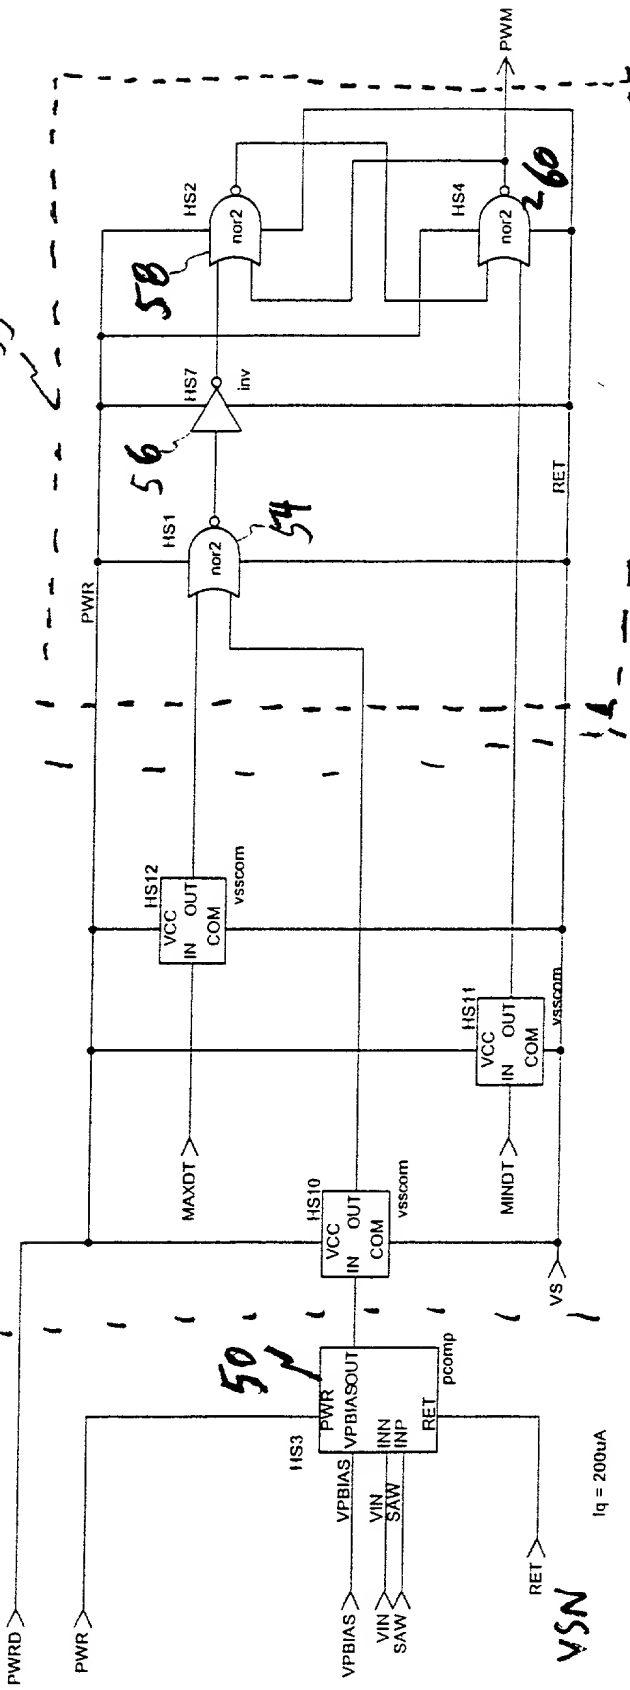 PWRD
PWR
VPBIAS
VIN
SAW
RET
VSN
Iq = 200uA
HS3
50
PWR
VPBIAS
VPBIASOUT
VIN
INN
SAW
INP
RET
pcomp
VS
HS10
VCC
IN
OUT
COM
vsscom
MAXDT
MINDT
HS11
VCC
IN
OUT
COM
vsscom
HS12
VCC
IN
OUT
COM
vsscom
PWR
HS1
nor2
54
56
HS7
inv
RET
58
HS2
nor2
HS4
nor2
260
PWM